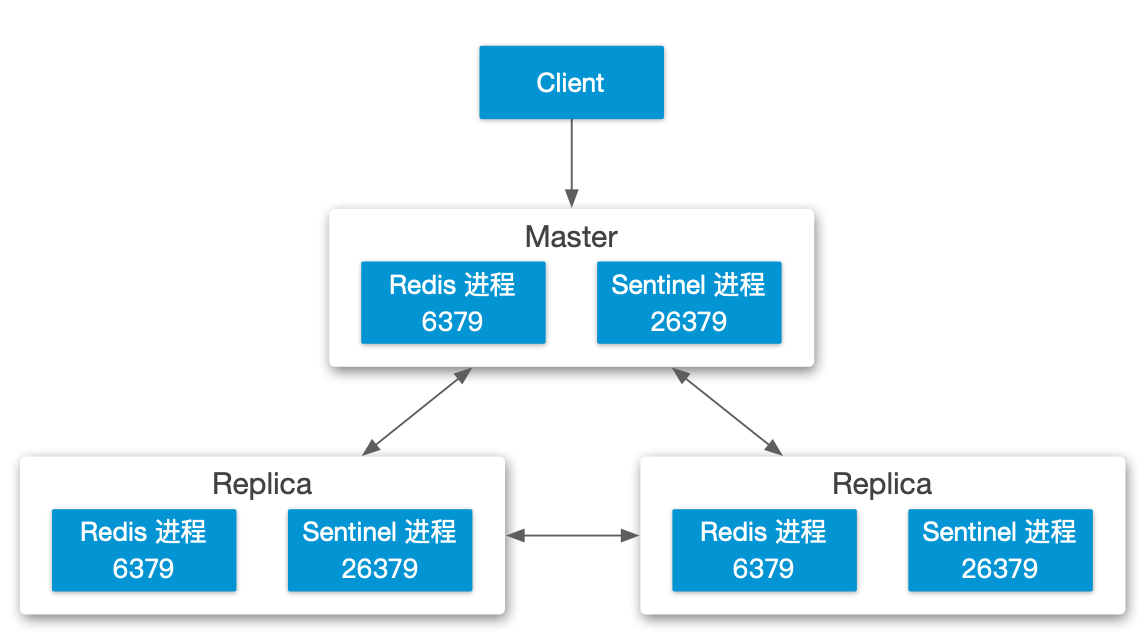 Client
Master
Redis 进程
6379
Sentinel 进程
26379
Replica
Redis 进程
6379
Sentinel 进程
26379
Replica
Redis 进程
6379
Sentinel 进程
26379